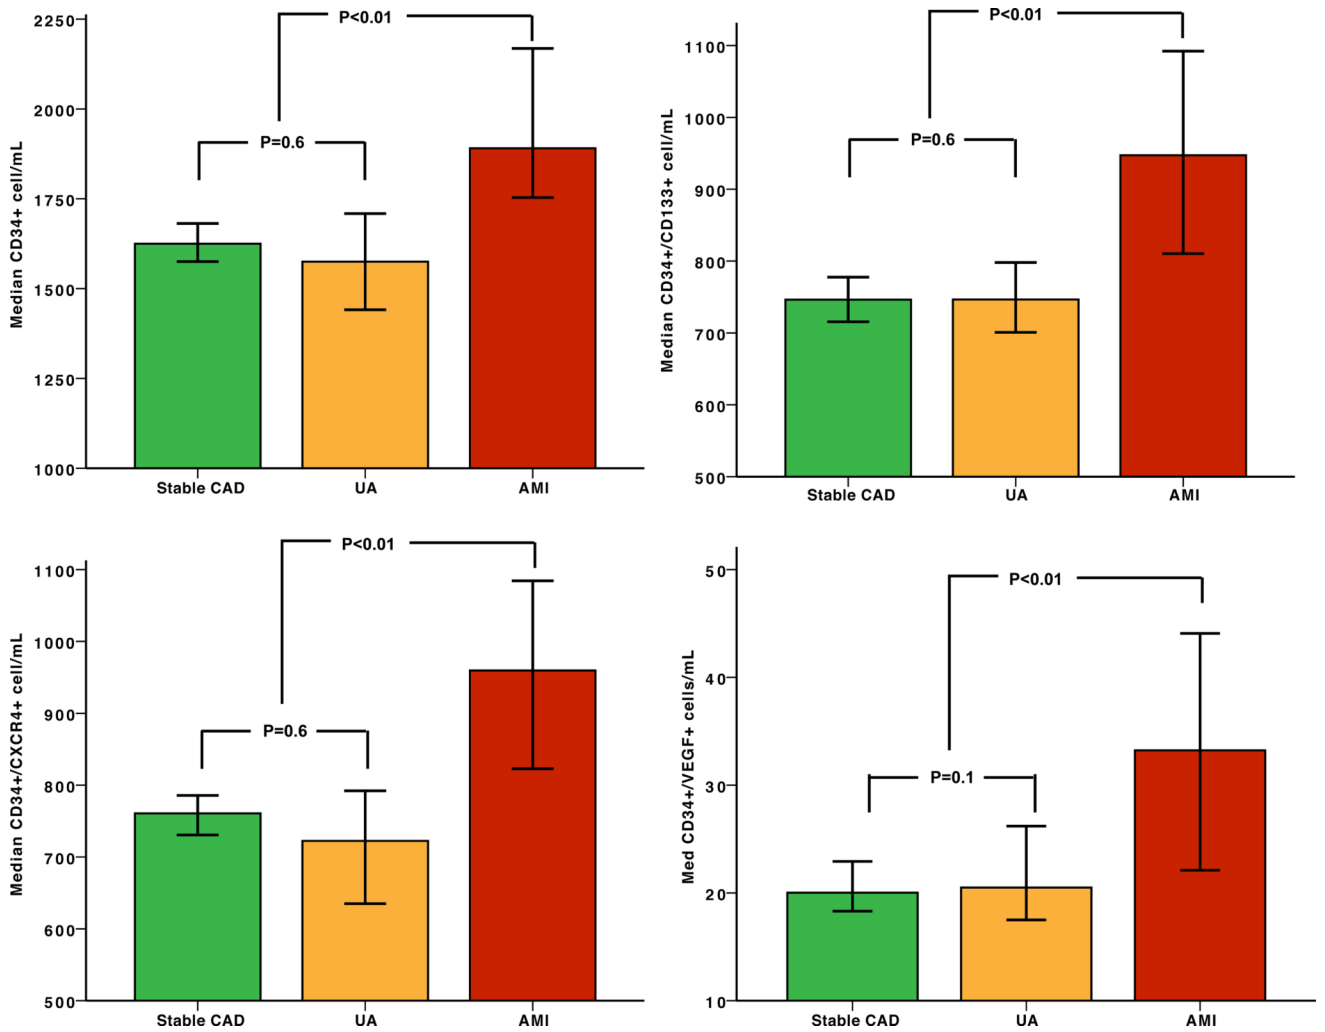 Median CD34+ cell/mL
2250
2000
1750
1500
1250
1000
P<0.01
P=0.6
Stable CAD
UA
AMI
Median CD34+/CD133+ cell/mL
1100
1000
900
800
700
600
500
P<0.01
P=0.6
Stable CAD
UA
AMI
Median CD34+/CXCR4+ cell/mL
1100
1000
900
800
700
600
500
P<0.01
P=0.6
Stable CAD
UA
AMI
Med CD34+/VEGF+ cells/mL
50
40
30
20
10
P<0.01
P=0.1
Stable CAD
UA
AMI